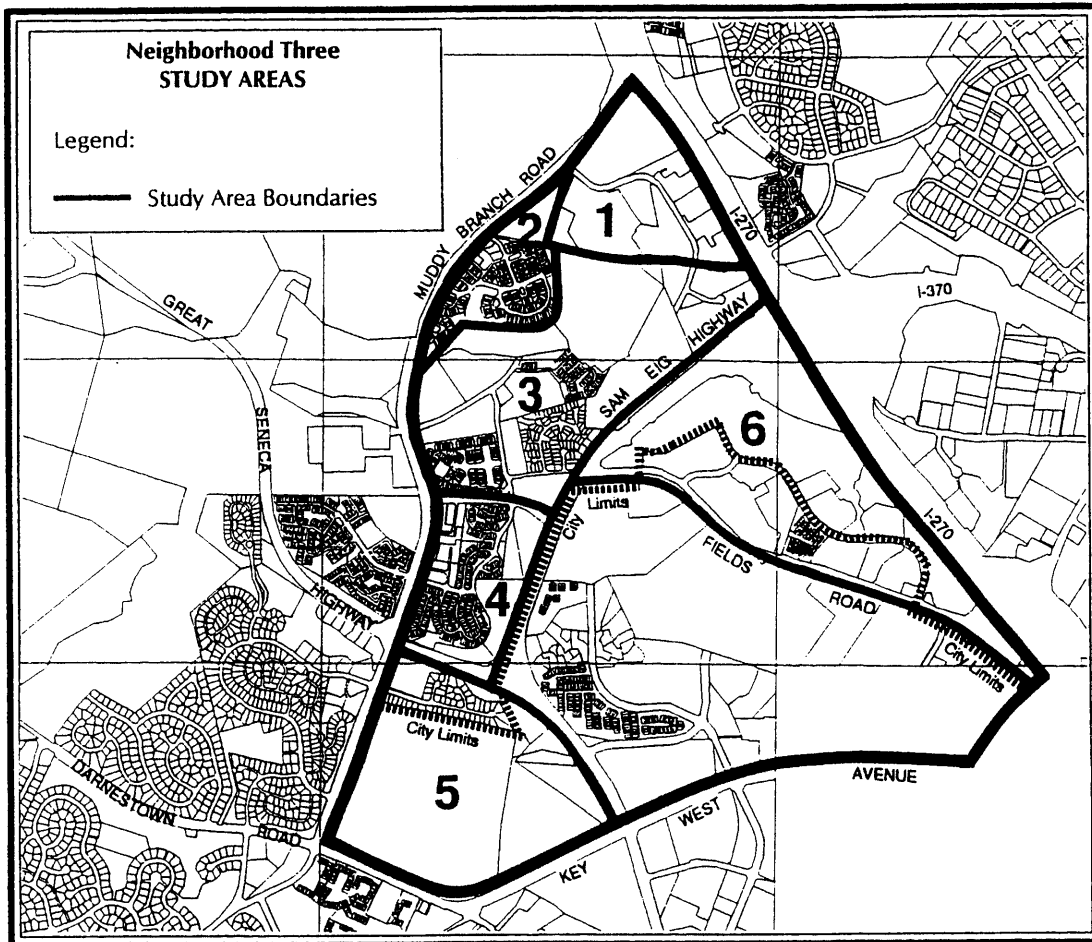 Neighborhood Three
STUDY AREAS
Legend:
Study Area Boundaries
MUDDY BRANCH ROAD
1
2
I-270
I-370
GREAT
SENECA
HIGHWAY
SAM EIG HIGHWAY
3
6
City
Limits
I-270
FIELDS
ROAD
4
City Limits
City Limits
5
DARNESTOWN
ROAD
AVENUE
WEST
KEY